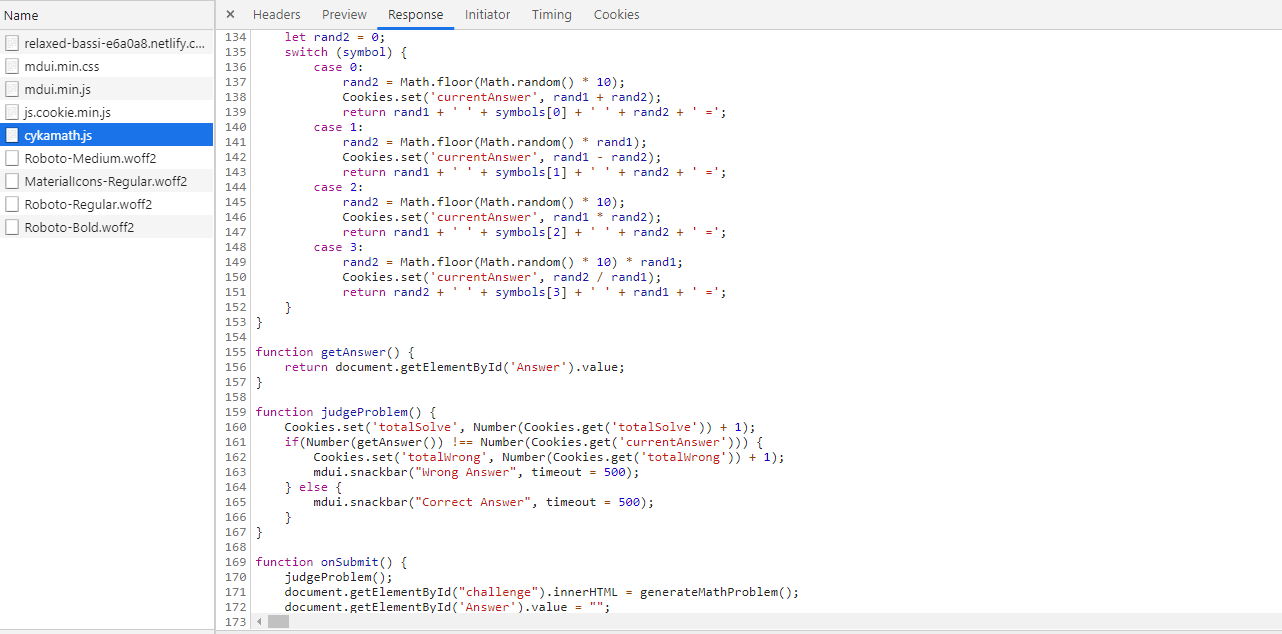 Name
relaxed-bassi-e6a0a8.netlify.c...
mdui.min.css
mdui.min.js
js.cookie.min.js
cykamath.js
Roboto-Medium.woff2
MaterialIcons-Regular.woff2
Roboto-Regular.woff2
Roboto-Bold.woff2
× Headers Preview Response Initiator Timing Cookies
134     let rand2 = 0;
135     switch (symbol) {
136         case 0:
137             rand2 = Math.floor(Math.random() * 10);
138             Cookies.set('currentAnswer', rand1 + rand2);
139             return rand1 + ' ' + symbols[0] + ' ' + rand2 + ' =';
140         case 1:
141             rand2 = Math.floor(Math.random() * rand1);
142             Cookies.set('currentAnswer', rand1 - rand2);
143             return rand1 + ' ' + symbols[1] + ' ' + rand2 + ' =';
144         case 2:
145             rand2 = Math.floor(Math.random() * 10);
146             Cookies.set('currentAnswer', rand1 * rand2);
147             return rand1 + ' ' + symbols[2] + ' ' + rand2 + ' =';
148         case 3:
149             rand2 = Math.floor(Math.random() * 10) * rand1;
150             Cookies.set('currentAnswer', rand2 / rand1);
151             return rand2 + ' ' + symbols[3] + ' ' + rand1 + ' =';
152     }
153 }
154
155 function getAnswer() {
156     return document.getElementById('Answer').value;
157 }
158
159 function judgeProblem() {
160     Cookies.set('totalSolve', Number(Cookies.get('totalSolve')) + 1);
161     if(Number(getAnswer()) !== Number(Cookies.get('currentAnswer'))) {
162         Cookies.set('totalWrong', Number(Cookies.get('totalWrong')) + 1);
163         mdui.snackbar("Wrong Answer", timeout = 500);
164     } else {
165         mdui.snackbar("Correct Answer", timeout = 500);
166     }
167 }
168
169 function onSubmit() {
170     judgeProblem();
171     document.getElementById("challenge").innerHTML = generateMathProblem();
172     document.getElementById('Answer').value = "";
173